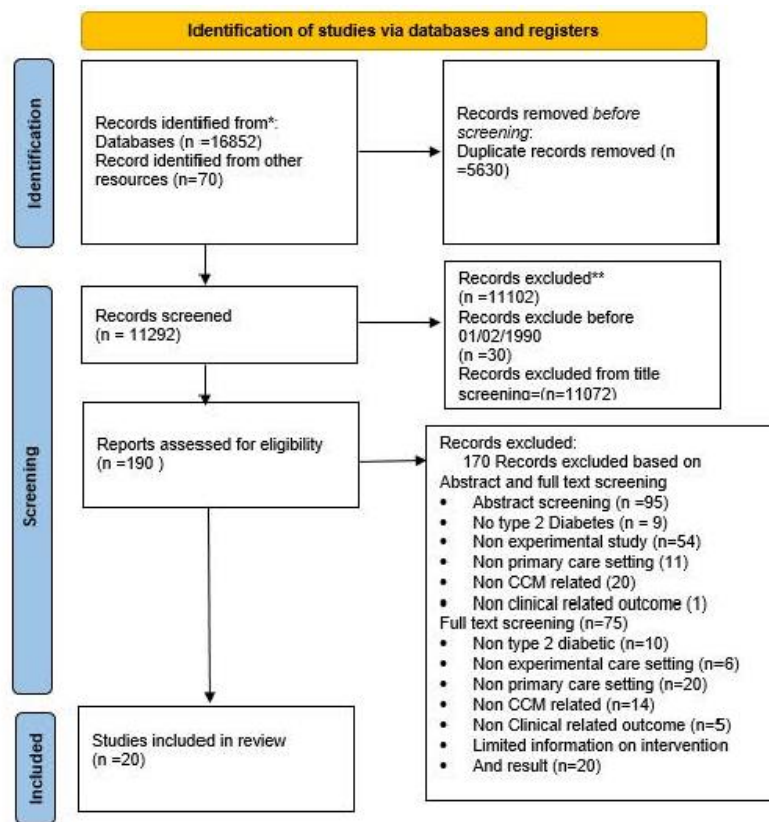 Identification of studies via databases and registers
Identification
Records identified from*:
Databases (n =16852)
Record identified from other
resources (n=70)
Records removed before
screening:
Duplicate records removed (n
=5630)
Screening
Records screened
(n = 11292)
Records excluded**
(n =11102)
Records exclude before
01/02/1990
(n =30)
Records excluded from title
screening=(n=11072)
Reports assessed for eligibility
(n =190 )
Records excluded:
170 Records excluded based on
Abstract and full text screening
• Abstract screening (n =95)
• No type 2 Diabetes (n = 9)
• Non experimental study (n=54)
• Non primary care setting (11)
• Non CCM related (20)
• Non clinical related outcome (1)
Full text screening (n=75)
• Non type 2 diabetic (n=10)
• Non experimental care setting (n=6)
• Non primary care setting (n=20)
• Non CCM related (n=14)
• Non Clinical related outcome (n=5)
• Limited information on intervention
• And result (n=20)
Included
Studies included in review
(n =20)